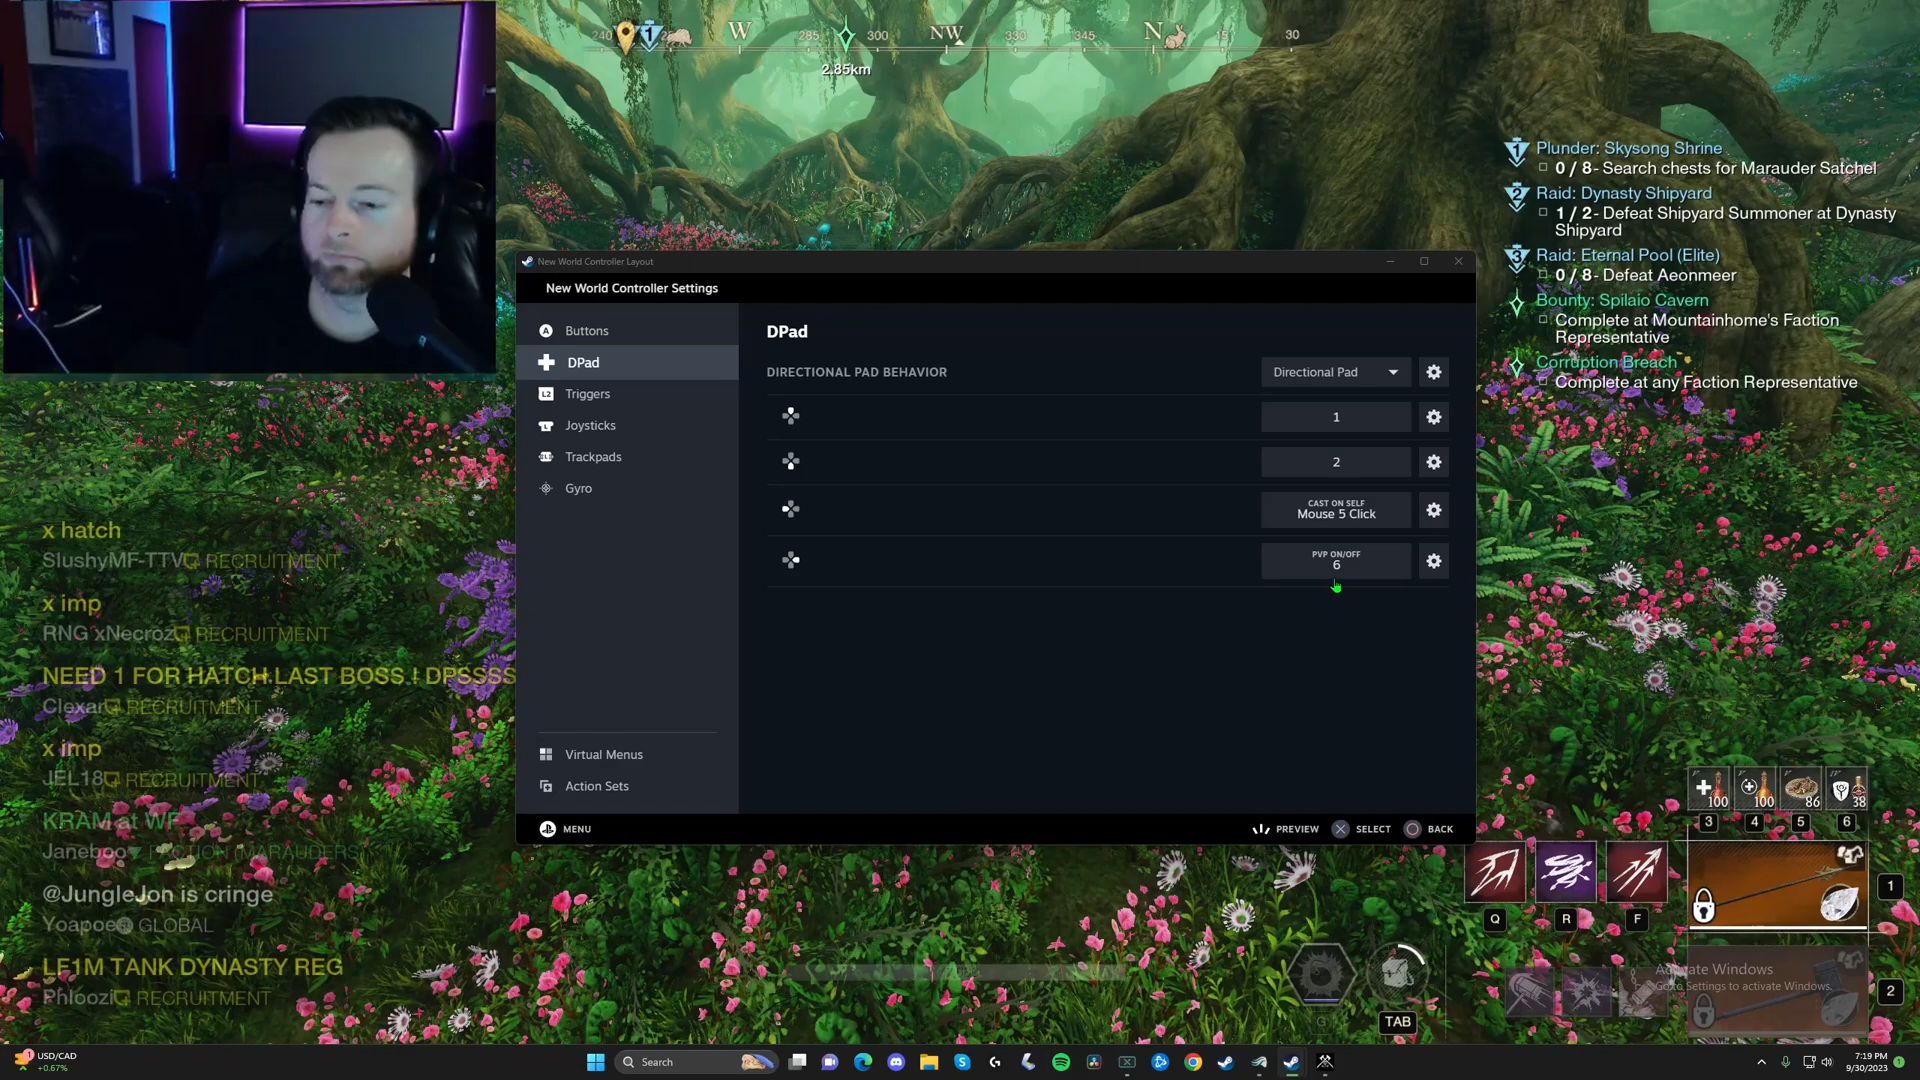 240
W
285
300
NW
330
345
N
15
30
2.85km
1 Plunder: Skysong Shrine
0 / 8 - Search chests for Marauder Satchel
2 Raid: Dynasty Shipyard
1 / 2 - Defeat Shipyard Summoner at Dynasty
Shipyard
3 Raid: Eternal Pool (Elite)
0 / 8 - Defeat Aeonmeer
Bounty: Spilaio Cavern
Complete at Mountainhome's Faction
Representative
Corruption Breach
Complete at any Faction Representative
New World Controller Layout
New World Controller Settings
Buttons
DPad
Triggers
Joysticks
Trackpads
Gyro
Virtual Menus
Action Sets
MENU
DPad
DIRECTIONAL PAD BEHAVIOR
Directional Pad
1
2
CAST ON SELF
Mouse 5 Click
PVP ON/OFF
6
PREVIEW
SELECT
BACK
x hatch
SlushyMF-TTV RECRUITMENT
x imp
RNG xNecroz RECRUITMENT
NEED 1 FOR HATCH LAST BOSS ! DPSSSS
Clexar RECRUITMENT
x imp
JEL18 RECRUITMENT
KRAM at WF
Janeboo FACTION (MARAUDERS)
@JungleJon is cringe
Yoapoe GLOBAL
LF1M TANK DYNASTY REG
Phloozi RECRUITMENT
100
100
86
38
3
4
5
6
Q
R
F
1
2
G
TAB
Activate Windows
Go to Settings to activate Windows.
USD/CAD
+0.67%
Search
7:19 PM
9/30/2023